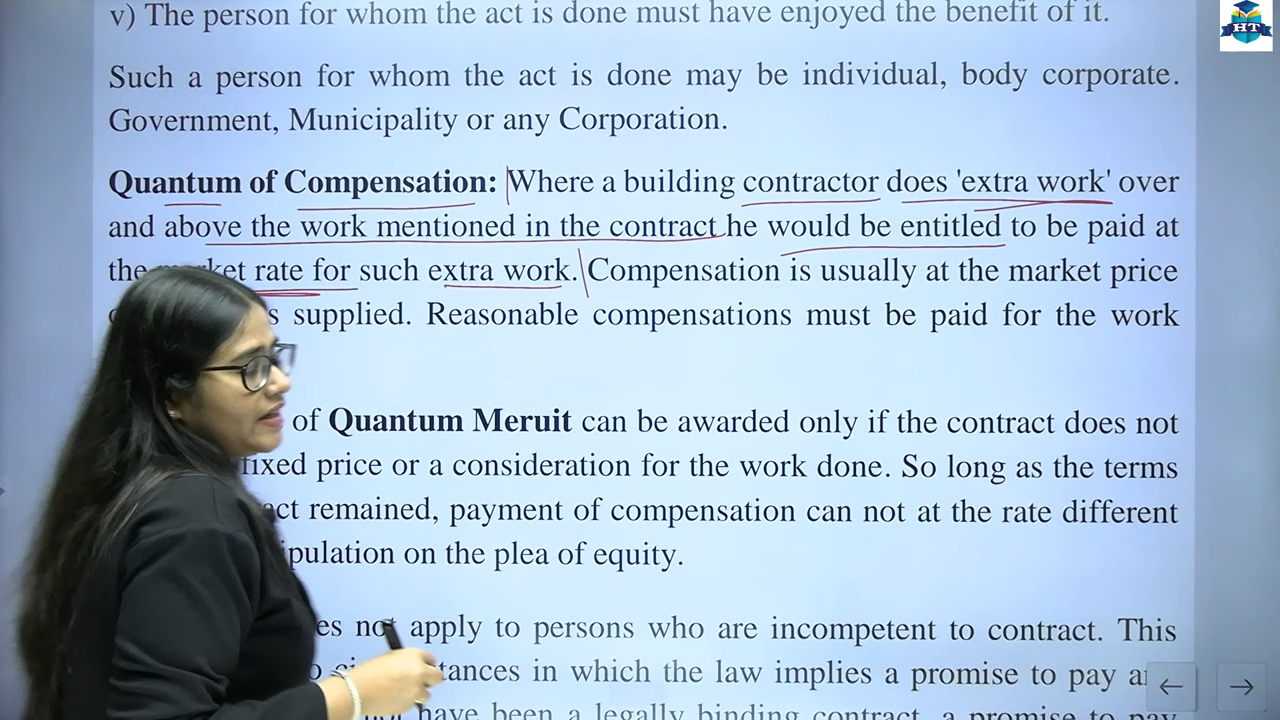 v) The person for whom the act is done must have enjoyed the benefit of it.
HT
Such a person for whom the act is done may be individual, body corporate.
Government, Municipality or any Corporation.
Quantum of Compensation: Where a building contractor does 'extra work' over
and above the work mentioned in the contract he would be entitled to be paid at
the market rate for such extra work. Compensation is usually at the market price
supplied. Reasonable compensations must be paid for the work
of Quantum Meruit can be awarded only if the contract does not
fixed price or a consideration for the work done. So long as the terms
remained, payment of compensation can not at the rate different
on the plea of equity.
not apply to persons who are incompetent to contract. This
in which the law implies a promise to pay
have been a legally binding contract, a promise to pay